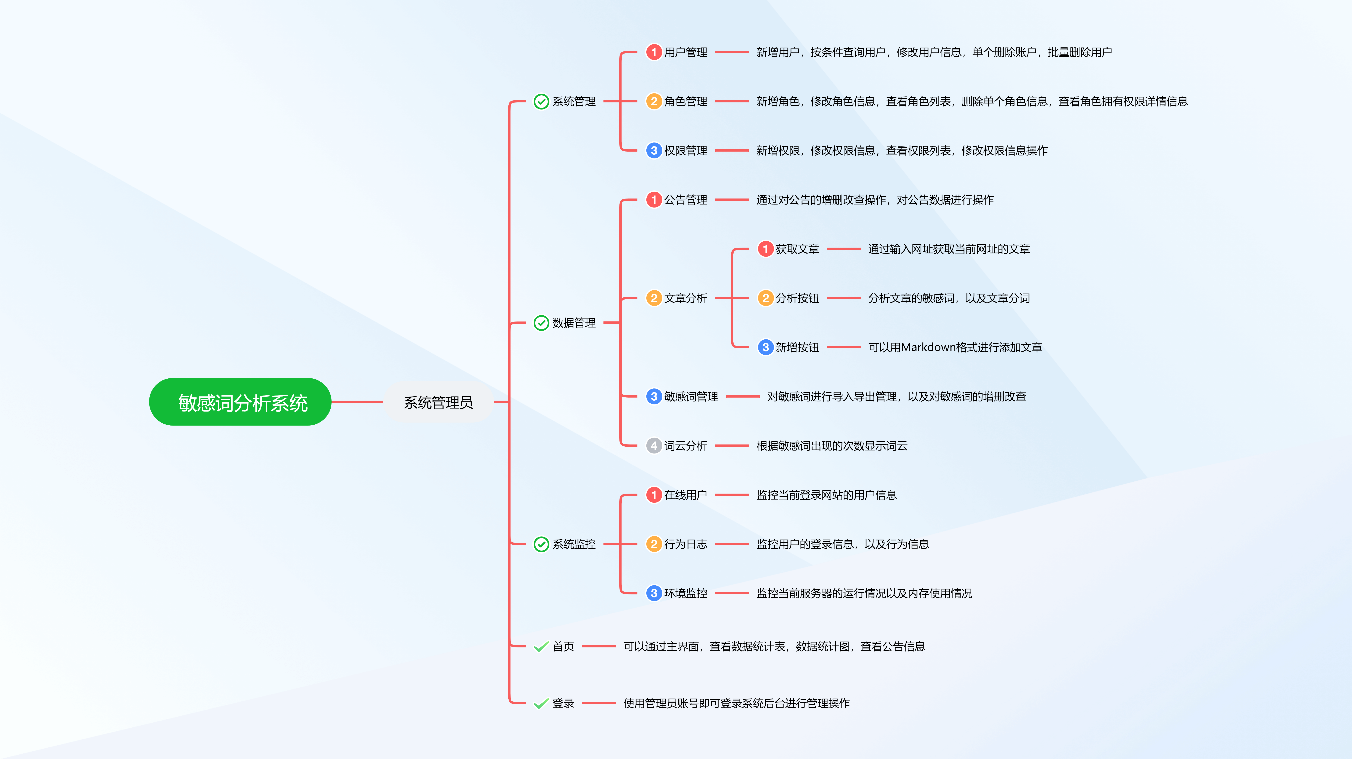 敏感词分析系统
系统管理员
系统管理
1 用户管理
新增用户，按条件查询用户，修改用户信息，单个删除账户，批量删除用户
2 角色管理
新增角色，修改角色信息，查看角色列表，删除单个角色信息，查看角色拥有权限详情信息
3 权限管理
新增权限，修改权限信息，查看权限列表，修改权限信息操作
数据管理
1 公告管理
通过对公告的增删改查操作，对公告数据进行操作
2 文章分析
1 获取文章
通过输入网址获取当前网址的文章
2 分析按钮
分析文章的敏感词，以及文章分词
3 新增按钮
可以用Markdown格式进行添加文章
3 敏感词管理
对敏感词进行导入导出管理，以及对敏感词的增删改查
4 词云分析
根据敏感词出现的次数显示词云
系统监控
1 在线用户
监控当前登录网站的用户信息
2 行为日志
监控用户的登录信息，以及行为信息
3 环境监控
监控当前服务器的运行情况以及内存使用情况
首页
可以通过主界面，查看数据统计表，数据统计图，查看公告信息
登录
使用管理员账号即可登录系统后台进行管理操作